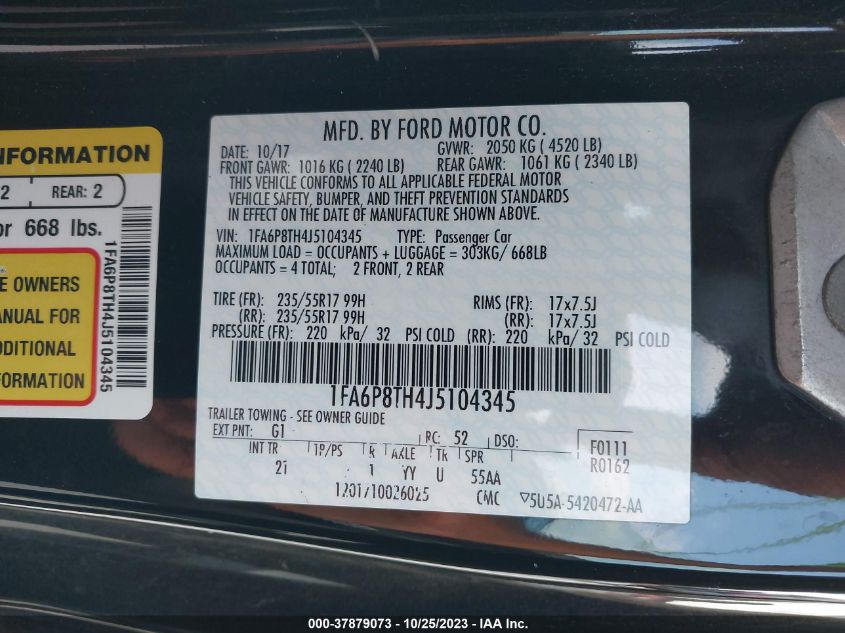 NFORMATION
2 REAR: 2
or 668 lbs.
1FA6P8TH4J5104345
E OWNERS
ANUAL FOR
DDITIONAL
FORMATION
MFD. BY FORD MOTOR CO.
DATE: 10/17 GVWR: 2050 KG ( 4520 LB)
FRONT GAWR: 1016 KG ( 2240 LB) REAR GAWR: 1061 KG ( 2340 LB)
THIS VEHICLE CONFORMS TO ALL APPLICABLE FEDERAL MOTOR
VEHICLE SAFETY, BUMPER, AND THEFT PREVENTION STANDARDS
IN EFFECT ON THE DATE OF MANUFACTURE SHOWN ABOVE.
VIN: 1FA6P8TH4J5104345 TYPE: Passenger Car
MAXIMUM LOAD = OCCUPANTS + LUGGAGE = 303KG/ 668LB
OCCUPANTS = 4 TOTAL; 2 FRONT, 2 REAR
TIRE (FR): 235/55R17 99H RIMS (FR): 17x7.5J
(RR): 235/55R17 99H (RR): 17x7.5J
PRESSURE (FR): 220 kPa/ 32 PSI COLD (RR): 220 kPa/ 32 PSI COLD
1FA6P8TH4J5104345
TRAILER TOWING - SEE OWNER GUIDE
EXT PNT: G1 RC: 52 DSO: F0111
INT TR TP/PS R AXLE TR SPR R0162
21 1 YY U 55AA
CMC ▽5U5A-5420472-AA
000-37879073 - 10/25/2023 - IAA Inc.